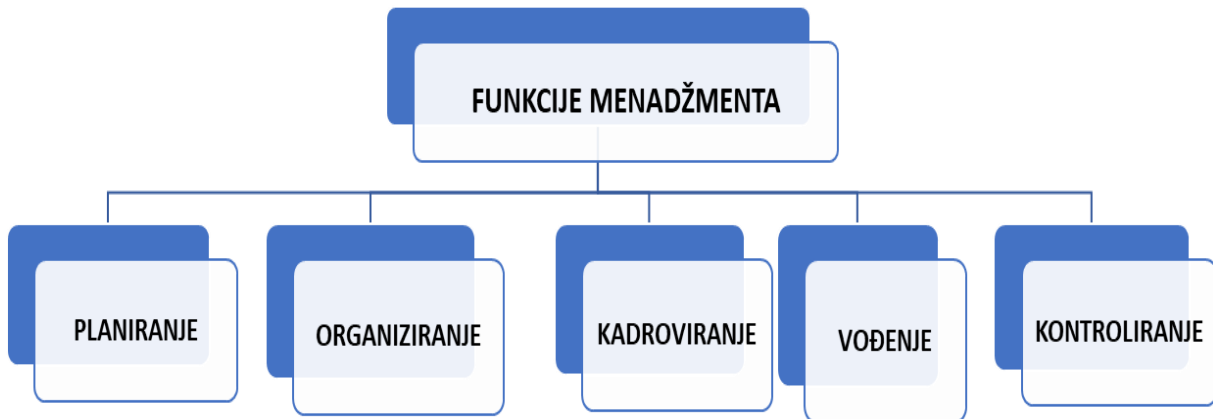 FUNKCIJE MENADŽMENTA
PLANIRANJE
ORGANIZIRANJE
KADROVIRANJE
VOĐENJE
KONTROLIRANJE